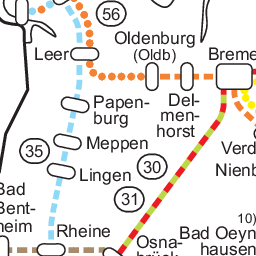 56
Oldenburg
(Oldb)
Leer
Breme
Papen-
burg
Del-
men-
horst
Meppen
Verd
35
30
Nienb
Lingen
31
Bad
Bent-
heim
10)
Rheine
Bad Oeyn
Osna-
hausen
brück